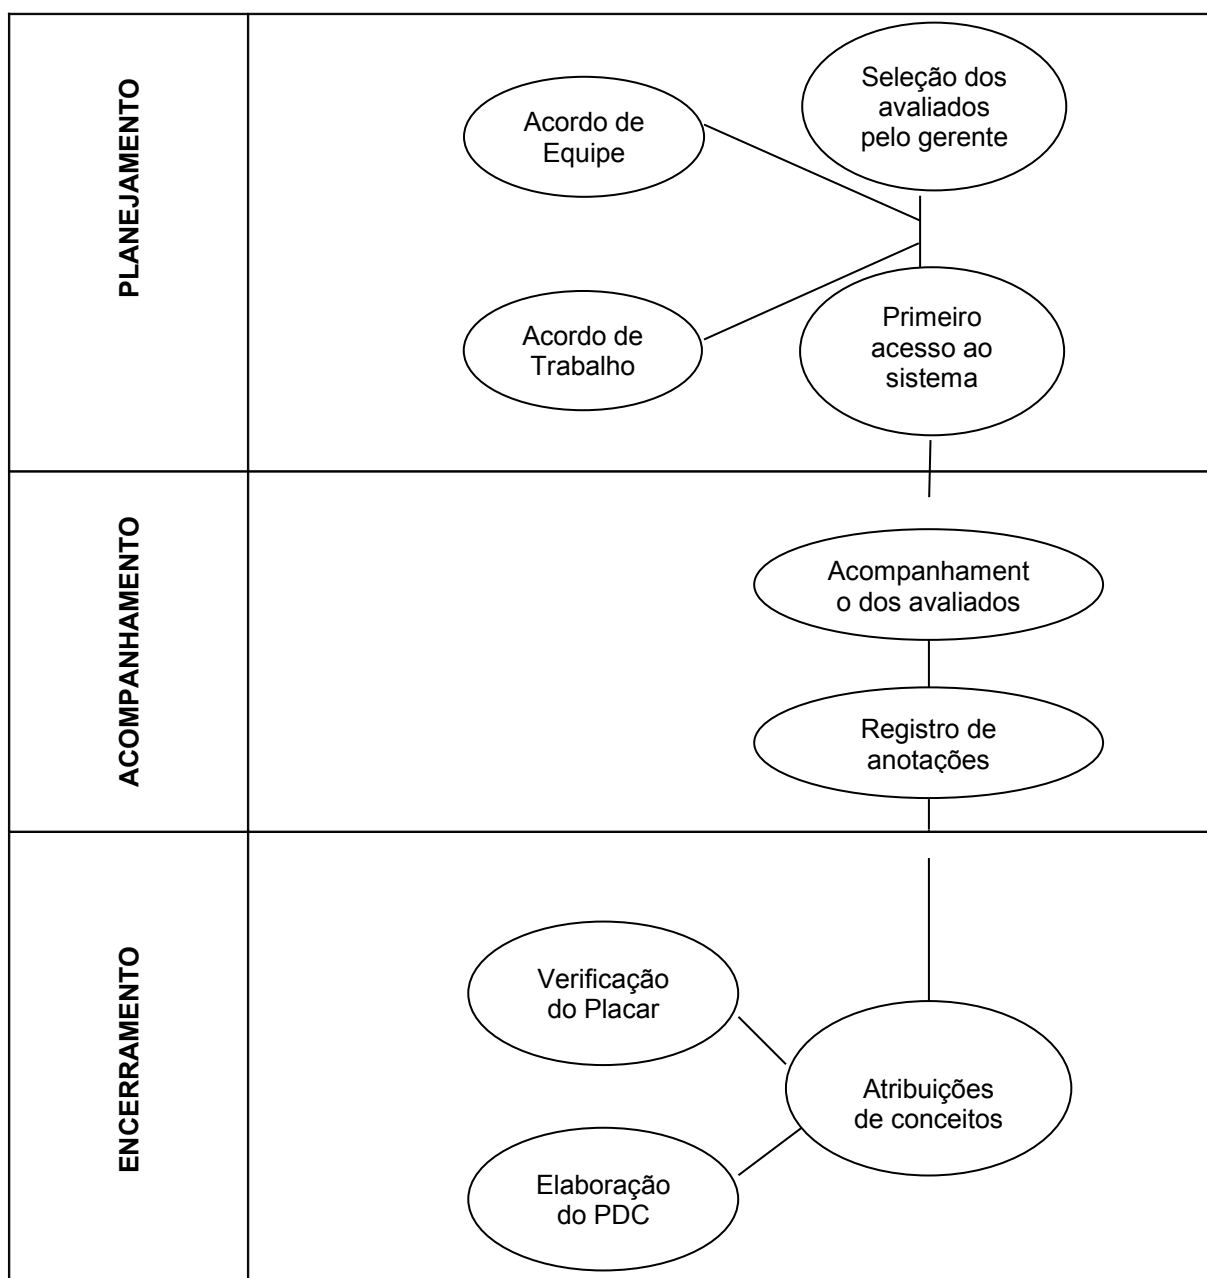 PLANEJAMENTO
Seleção dos
avaliados
pelo gerente
Acordo de
Equipe
Primeiro
acesso ao
sistema
Acordo de
Trabalho
ACOMPANHAMENTO
Acompanhament
o dos avaliados
Registro de
anotações
ENCERRAMENTO
Verificação
do Placar
Atribuições
de conceitos
Elaboração
do PDC